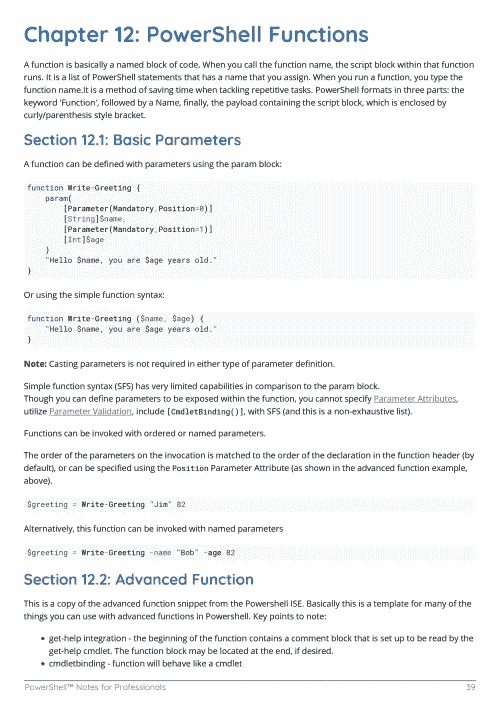 Chapter 12: PowerShell Functions
A function is basically a named block of code. When you call the function name, the script block within that function
runs. It is a list of PowerShell statements that has a name that you assign. When you run a function, you type the
function name.It is a method of saving time when tackling repetitive tasks. PowerShell formats in three parts: the
keyword 'Function', followed by a Name, finally, the payload containing the script block, which is enclosed by
curly/parenthesis style bracket.
Section 12.1: Basic Parameters
A function can be defined with parameters using the param block:
function Write-Greeting {
    param(
        [Parameter(Mandatory,Position=0)]
        [String]$name,
        [Parameter(Mandatory,Position=1)]
        [Int]$age
    )
    "Hello $name, you are $age years old."
}
Or using the simple function syntax:
function Write-Greeting ($name, $age) {
    "Hello $name, you are $age years old."
}
Note: Casting parameters is not required in either type of parameter definition.
Simple function syntax (SFS) has very limited capabilities in comparison to the param block.
Though you can define parameters to be exposed within the function, you cannot specify Parameter Attributes,
utilize Parameter Validation, include [CmdletBinding()], with SFS (and this is a non-exhaustive list).
Functions can be invoked with ordered or named parameters.
The order of the parameters on the invocation is matched to the order of the declaration in the function header (by
default), or can be specified using the Position Parameter Attribute (as shown in the advanced function example,
above).
$greeting = Write-Greeting "Jim" 82
Alternatively, this function can be invoked with named parameters
$greeting = Write-Greeting -name "Bob" -age 82
Section 12.2: Advanced Function
This is a copy of the advanced function snippet from the Powershell ISE. Basically this is a template for many of the
things you can use with advanced functions in Powershell. Key points to note:
• get-help integration - the beginning of the function contains a comment block that is set up to be read by the
get-help cmdlet. The function block may be located at the end, if desired.
• cmdletbinding - function will behave like a cmdlet
PowerShell™ Notes for Professionals 39